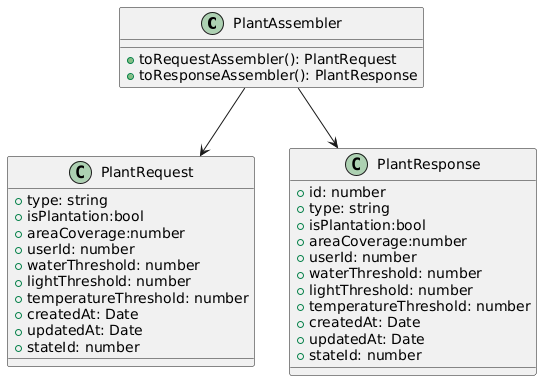 C PlantAssembler
toRequestAssembler(): PlantRequest
toResponseAssembler(): PlantResponse
C PlantRequest
type: string
isPlantation:bool
areaCoverage:number
userId: number
waterThreshold: number
lightThreshold: number
temperatureThreshold: number
createdAt: Date
updatedAt: Date
stateId: number
C PlantResponse
id: number
type: string
isPlantation:bool
areaCoverage:number
userId: number
waterThreshold: number
lightThreshold: number
temperatureThreshold: number
createdAt: Date
updatedAt: Date
stateId: number